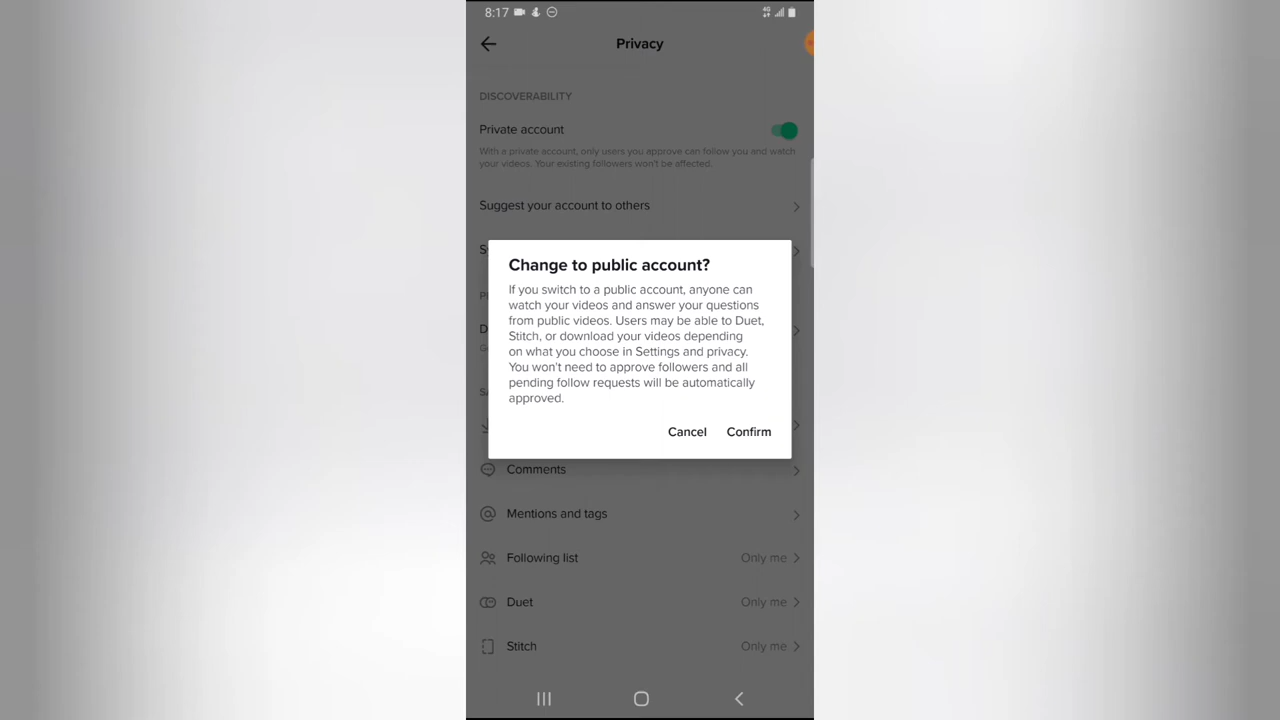 8:17
4G
Privacy
DISCOVERABILITY
Private account
With a private account, only users you approve can follow you and watch
your videos. Your existing followers won't be affected.
Suggest your account to others
Change to public account?
If you switch to a public account, anyone can
watch your videos and answer your questions
from public videos. Users may be able to Duet,
Stitch, or download your videos depending
on what you choose in Settings and privacy.
You won't need to approve followers and all
pending follow requests will be automatically
approved.
Cancel Confirm
Comments
Mentions and tags
Following list Only me
Duet Only me
Stitch Only me